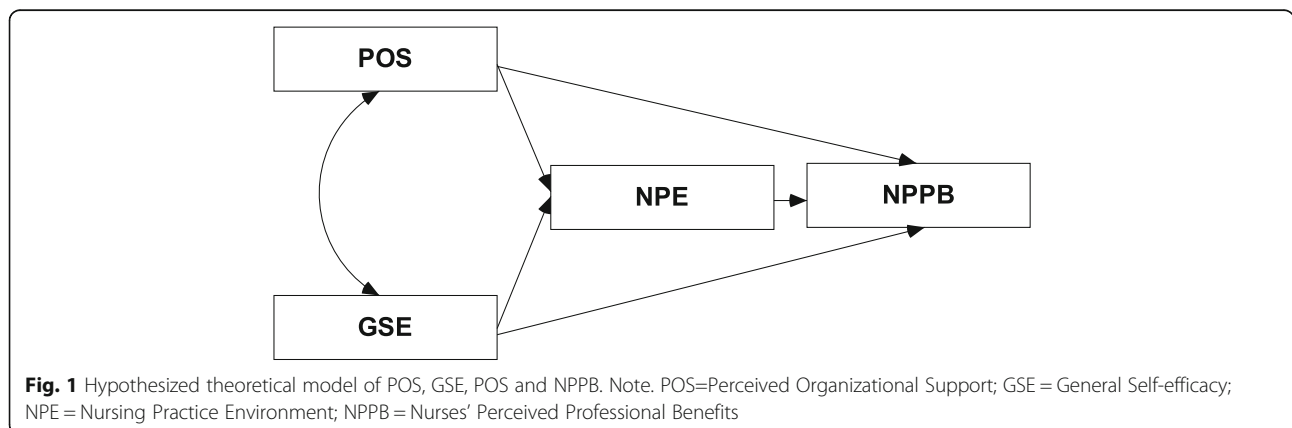 POS
NPE
NPPB
GSE
Fig. 1 Hypothesized theoretical model of POS, GSE, POS and NPPB. Note. POS=Perceived Organizational Support; GSE = General Self-efficacy;
NPE = Nursing Practice Environment; NPPB = Nurses’ Perceived Professional Benefits